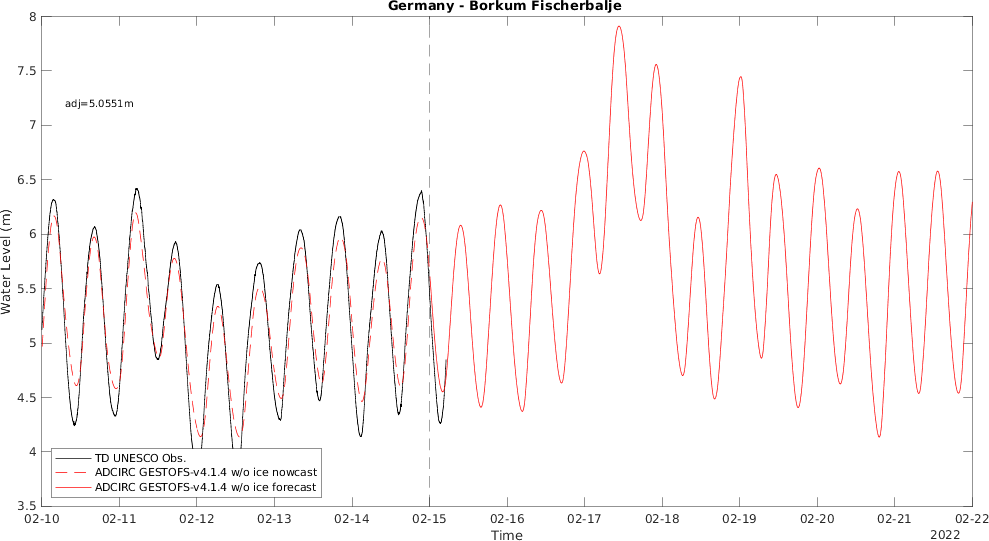 Germany - Borkum Fischerbalje
8
7.5
7
6.5
6
5.5
5
4.5
4
3.5
Water Level (m)
adj=5.0551m
TD UNESCO Obs.
ADCIRC GESTOFS-v4.1.4 w/o ice nowcast
ADCIRC GESTOFS-v4.1.4 w/o ice forecast
02-10 02-11 02-12 02-13 02-14 02-15 02-16 02-17 02-18 02-19 02-20 02-21 02-22
Time
2022